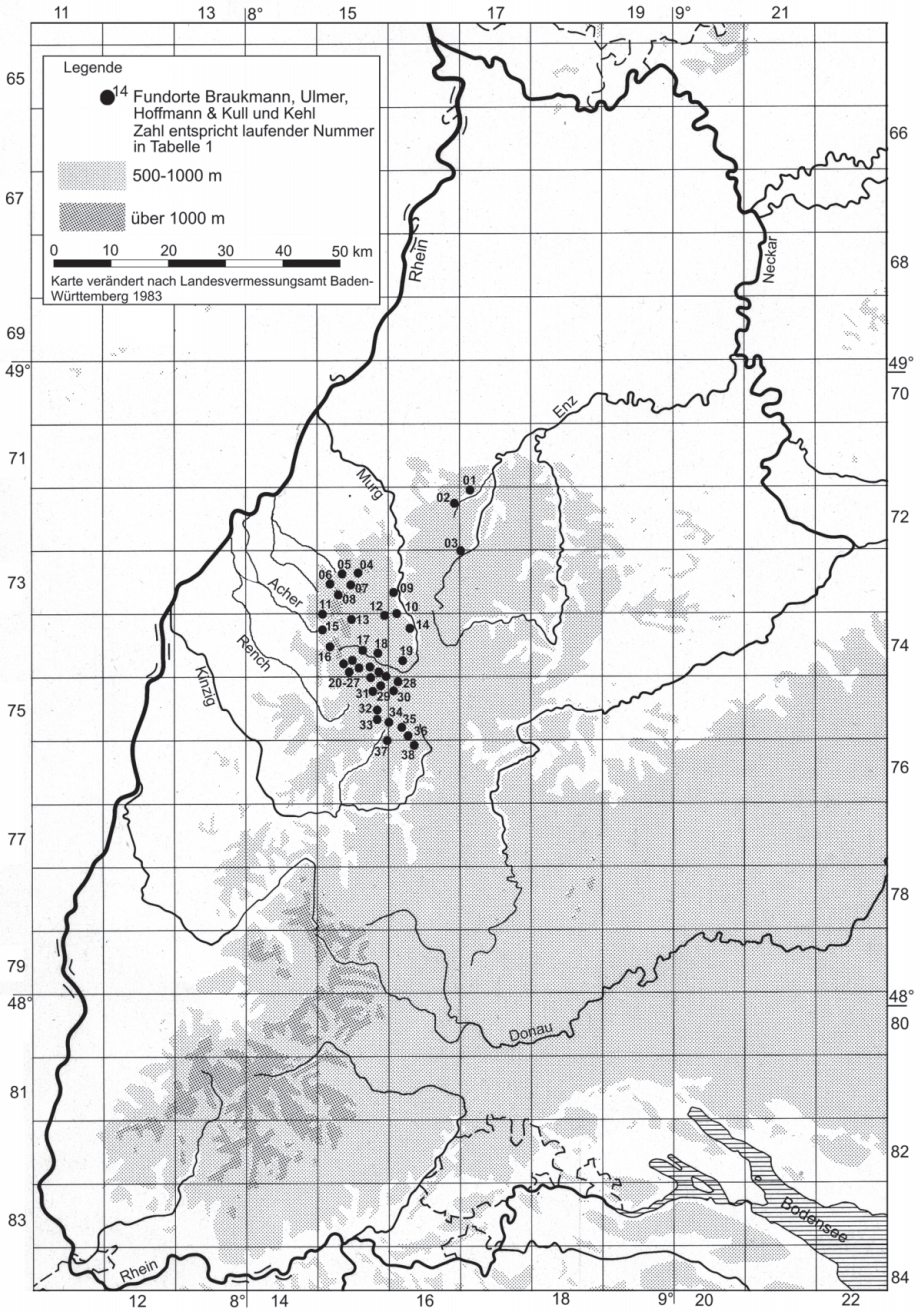 11 13 8° 15 17 19 9° 21
Legende
14 Fundorte Braukmann, Ulmer,
Hoffmann & Kull und Kehl
Zahl entspricht laufender Nummer
in Tabelle 1
500-1000 m
über 1000 m
0 10 20 30 40 50 km
Karte verändert nach Landesvermessungsamt Baden-
Württemberg 1983
65
66
67
68
69
49°
49°
70
71
72
73
74
75
76
77
78
79
48°
48°
80
81
82
83
84
Rhein
Neckar
Enz
Murg
Acher
Rench
Kinzig
Donau
Bodensee
Rhein
01
02
03
05 04
06 07
08 09
11 12 10
13 14
15
16 17 18 19
20-27 28
31 29 30
32 34
33 35
36
37 38
12 8° 14 16 18 9° 20 22